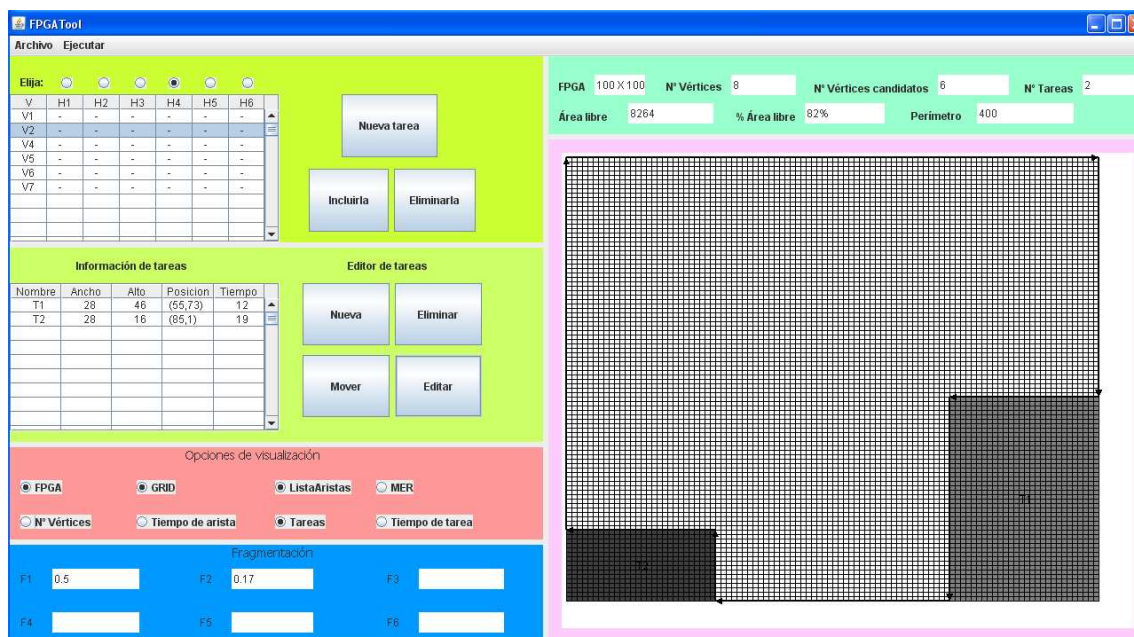 FPGATool
Archivo Ejecutar
Elija:
V H1 H2 H3 H4 H5 H6
V1 - - - - - -
V2 - - - - - -
V4 - - - - - -
V5 - - - - - -
V6 - - - - - -
V7 - - - - - -
Nueva tarea
Incluirla Eliminarla
Información de tareas
Nombre Ancho Alto Posicion Tiempo
T1 28 46 (55,73) 12
T2 28 16 (85,1) 19
Editor de tareas
Nueva Eliminar
Mover Editar
Opciones de visualización
FPGA GRID ListaAristas MER
Nº Vértices Tiempo de arista Tareas Tiempo de tarea
Fragmentación
F1 0.5 F2 0.17 F3
F4 F5 F6
FPGA 100 X 100 Nº Vértices 8 Nº Vértices candidatos 6 Nº Tareas 2
Área libre 8264 % Área libre 82% Perímetro 400
T1
T2